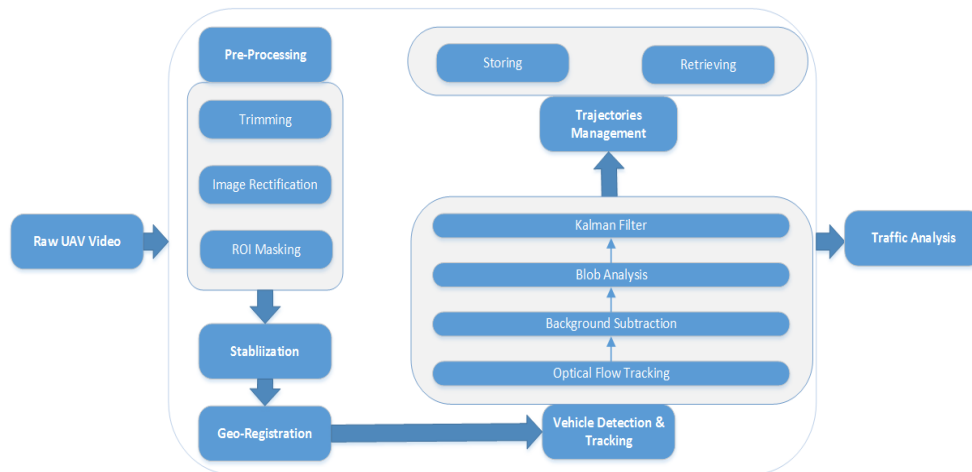 Raw UAV Video
Pre-Processing
Trimming
Image Rectification
ROI Masking
Stabliization
Geo-Registration
Vehicle Detection &
Tracking
Optical Flow Tracking
Background Subtraction
Blob Analysis
Kalman Filter
Trajectories
Management
Storing
Retrieving
Traffic Analysis